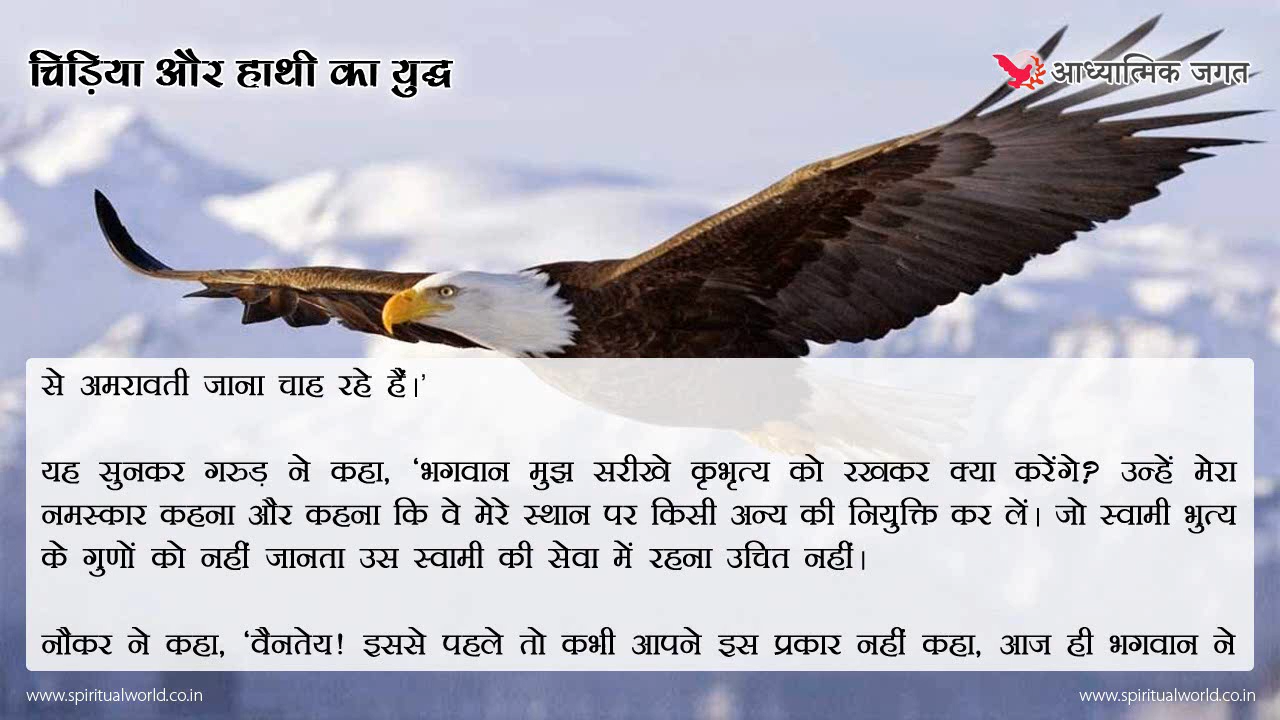 चिड़िया और हाथी का युद्ध
आध्यात्मिक जगत
से अमरावती जाना चाह रहे हैं।’
यह सुनकर गरुड़ ने कहा, ‘भगवान मुझ सरीखे कृभृत्य को रखकर क्या करेंगे? उन्हें मेरा
नमस्कार कहना और कहना कि वे मेरे स्थान पर किसी अन्य की नियुक्ति कर लें। जो स्वामी भुत्य
के गुणों को नहीं जानता उस स्वामी की सेवा में रहना उचित नहीं।
नौकर ने कहा, ‘वैनतेय! इससे पहले तो कभी आपने इस प्रकार नहीं कहा, आज ही भगवान ने
www.spiritualworld.co.in
www.spiritualworld.co.in